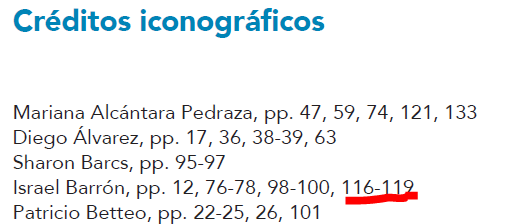 Créditos iconográficos
Mariana Alcántara Pedraza, pp. 47, 59, 74, 121, 133
Diego Álvarez, pp. 17, 36, 38-39, 63
Sharon Barcs, pp. 95-97
Israel Barrón, pp. 12, 76-78, 98-100, 116-119
Patricio Betteo, pp. 22-25, 26, 101